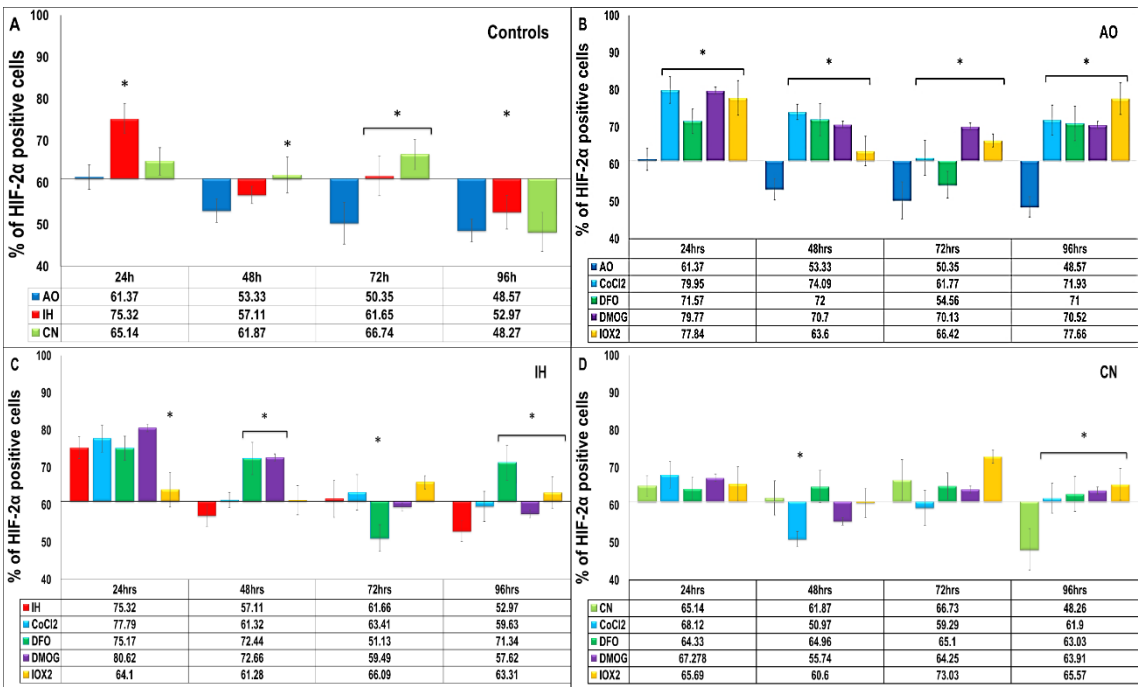 A
Controls
% of HIF-2α positive cells
100
90
80
70
60
50
40
*
*
*
*
24h 48h 72h 96h
AO 61.37 53.33 50.35 48.57
IH 75.32 57.11 61.65 52.97
CN 65.14 61.87 66.74 48.27
B
AO
% of HIF-2α positive cells
100
90
80
70
60
50
40
*
*
*
*
24hrs 48hrs 72hrs 96hrs
AO 61.37 53.33 50.35 48.57
CoCl2 79.95 74.09 61.77 71.93
DFO 71.57 72 54.56 71
DMOG 79.77 70.7 70.13 70.52
IOX2 77.84 63.6 66.42 77.66
C
IH
% of HIF-2α positive cells
100
90
80
70
60
50
40
*
*
*
*
24hrs 48hrs 72hrs 96hrs
IH 75.32 57.11 61.66 52.97
CoCl2 77.79 61.32 63.41 59.63
DFO 75.17 72.44 51.13 71.34
DMOG 80.62 72.66 59.49 57.62
IOX2 64.1 61.28 66.09 63.31
D
CN
% of HIF-2α positive cells
100
90
80
70
60
50
40
*
*
24hrs 48hrs 72hrs 96hrs
CN 65.14 61.87 66.73 48.26
CoCl2 68.12 50.97 59.29 61.9
DFO 64.33 64.96 65.1 63.03
DMOG 67.278 55.74 64.25 63.91
IOX2 65.69 60.6 73.03 65.57